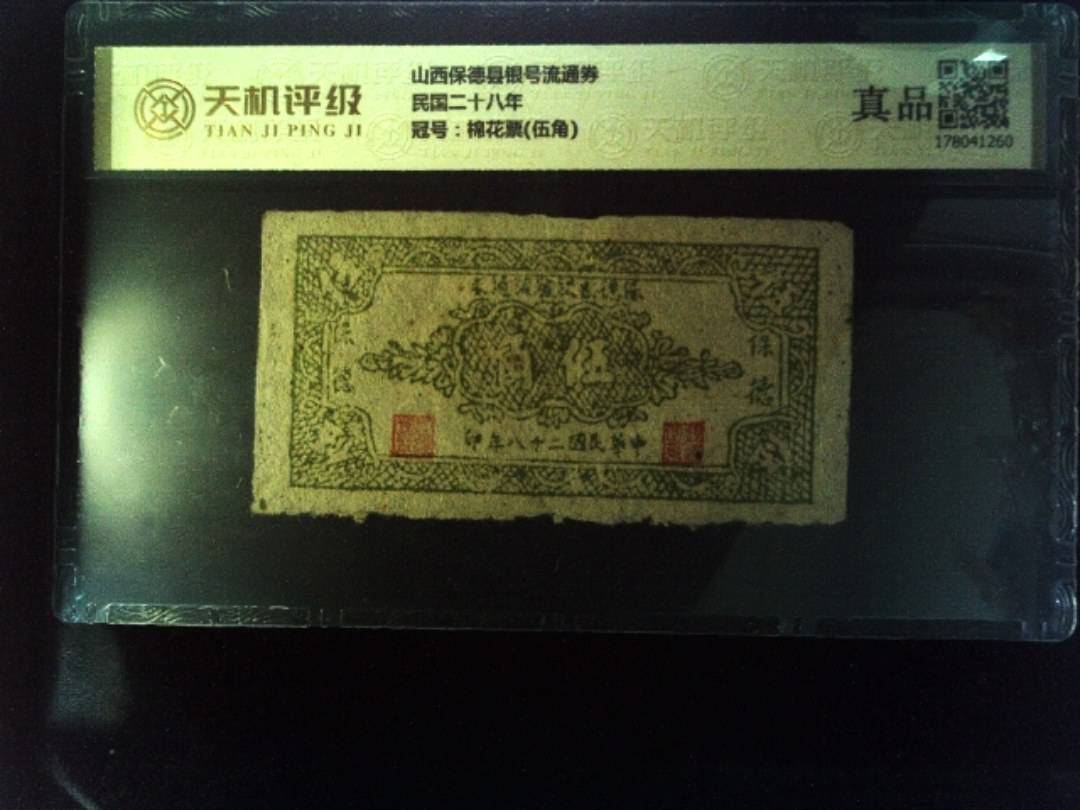 天机评级
TIAN JI PING JI
山西保德县银号流通券
民国二十八年
冠号：棉花票(伍角)
真品
178041260
保德
伍
保德
中華民國二十八年印